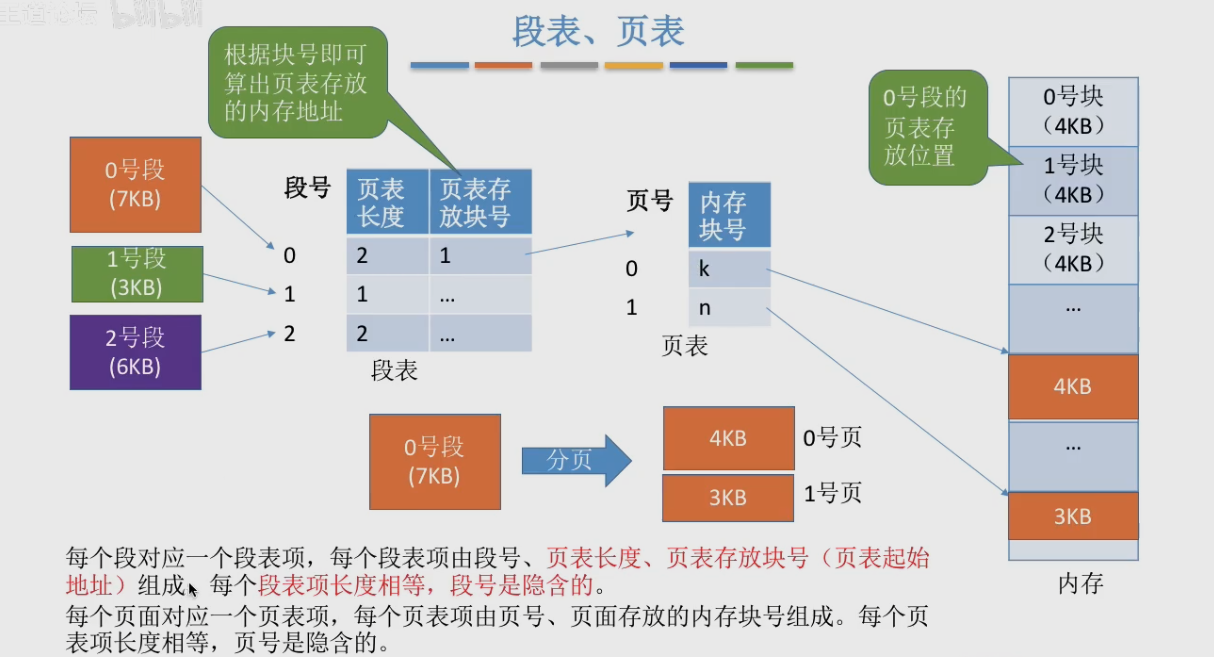 bilibili
段表、页表
根据块号即可
算出页表存放
的内存地址
0号段的
页表存
放位置
0号段
(7KB)
1号段
(3KB)
2号段
(6KB)
段号
页表
长度
页表存
放块号
0
2
1
1
1
...
2
2
...
段表
页号
内存
块号
0
k
1
n
页表
0号块
（4KB）
1号块
（4KB）
2号块
（4KB）
...
4KB
...
3KB
内存
0号段
(7KB)
分页
4KB
0号页
3KB
1号页
每个段对应一个段表项，每个段表项由段号、页表长度、页表存放块号（页表起始
地址）组成。每个段表项长度相等，段号是隐含的。
每个页面对应一个页表项，每个页表项由页号、页面存放的内存块号组成。每个页
表项长度相等，页号是隐含的。